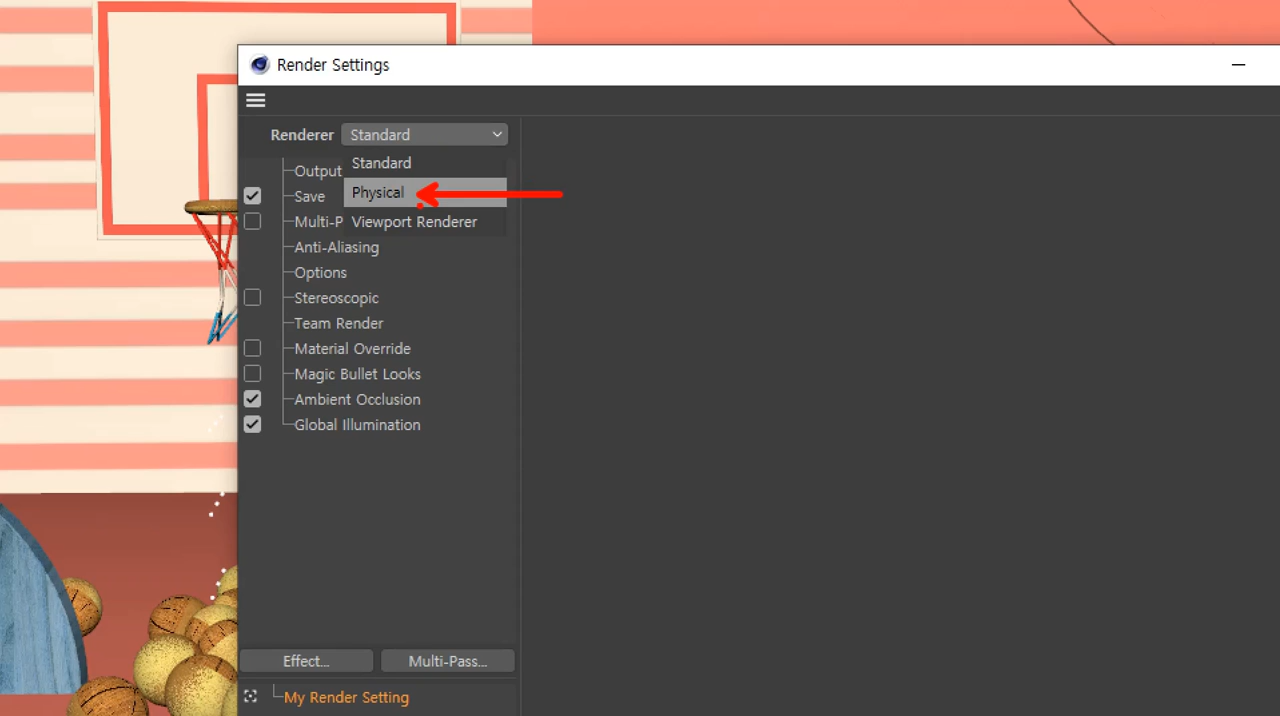 Render Settings
Renderer Standard
Standard
Output
Physical
Save
Multi-P
Viewport Renderer
Anti-Aliasing
Options
Stereoscopic
Team Render
Material Override
Magic Bullet Looks
Ambient Occlusion
Global Illumination
Effect... Multi-Pass...
My Render Setting